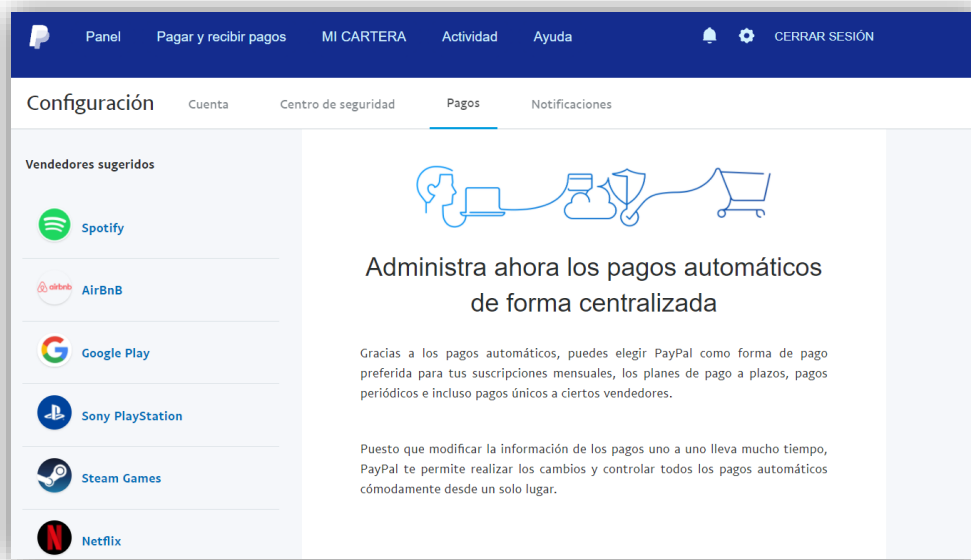 Panel Pagar y recibir pagos MI CARTERA Actividad Ayuda CERRAR SESIÓN
Configuración Cuenta Centro de seguridad Pagos Notificaciones
Vendedores sugeridos
Spotify
airbnb AirBnB
Google Play
Sony PlayStation
Steam Games
Netflix
Administra ahora los pagos automáticos
de forma centralizada
Gracias a los pagos automáticos, puedes elegir PayPal como forma de pago
preferida para tus suscripciones mensuales, los planes de pago a plazos, pagos
periódicos e incluso pagos únicos a ciertos vendedores.
Puesto que modificar la información de los pagos uno a uno lleva mucho tiempo,
PayPal te permite realizar los cambios y controlar todos los pagos automáticos
cómodamente desde un solo lugar.